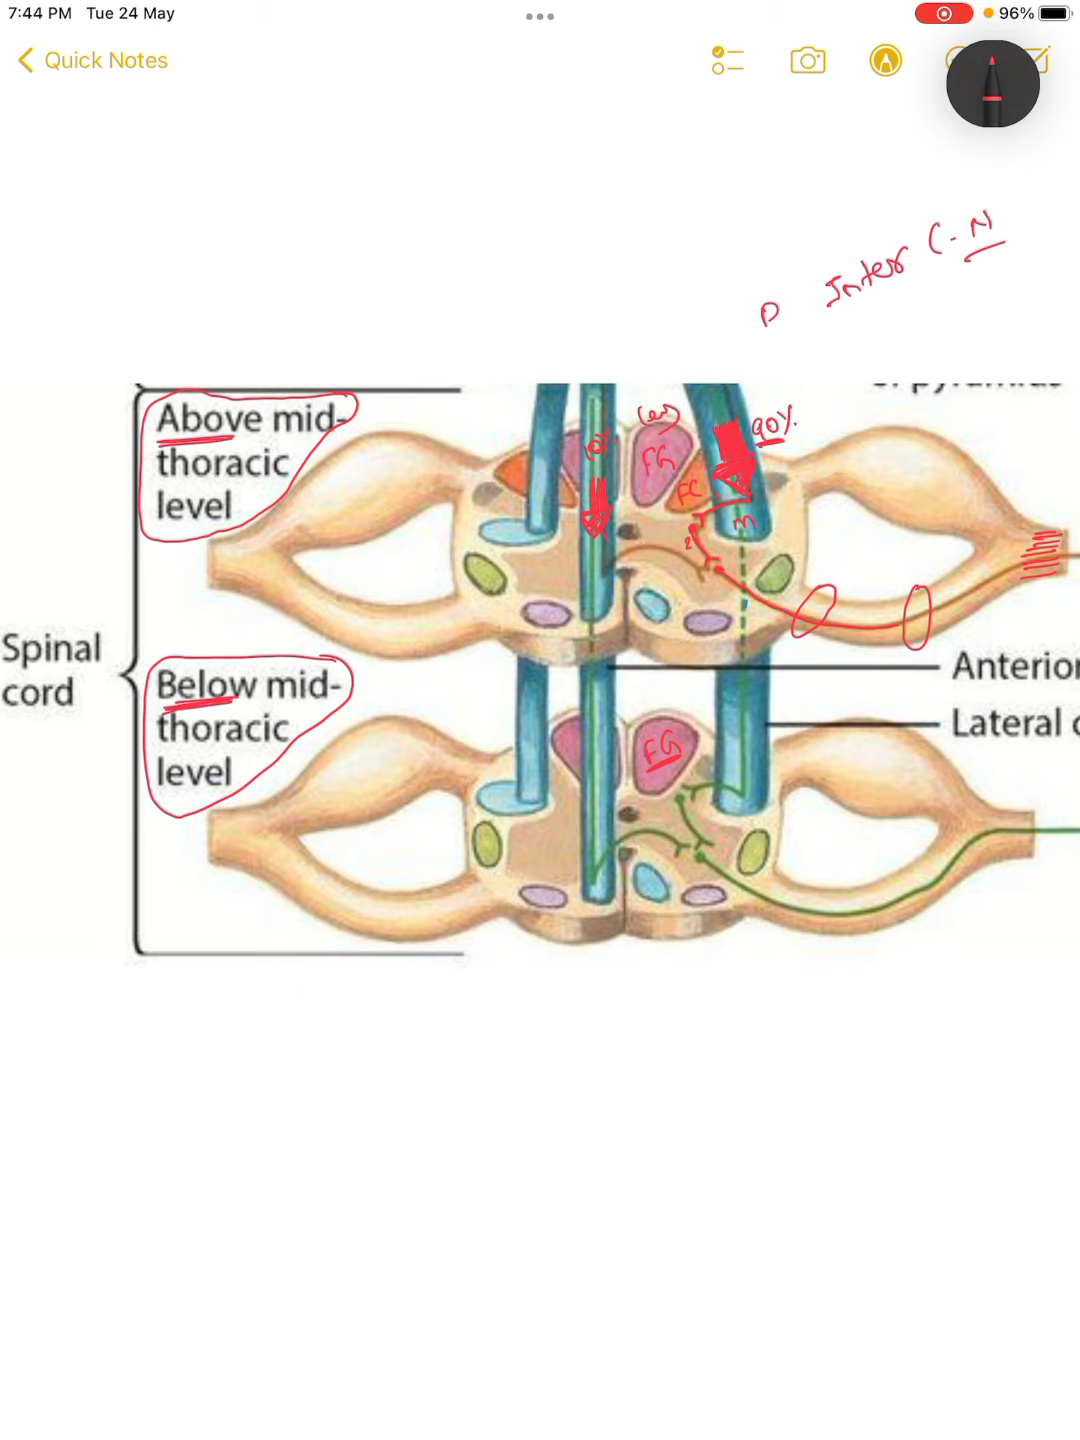 7:44 PM Tue 24 May
96%
Quick Notes
Inter C-N
Above mid-
thoracic
level
10%
FG
FC
90%
m
2
Spinal
cord
Below mid-
thoracic
level
FG
Anterior
Lateral c